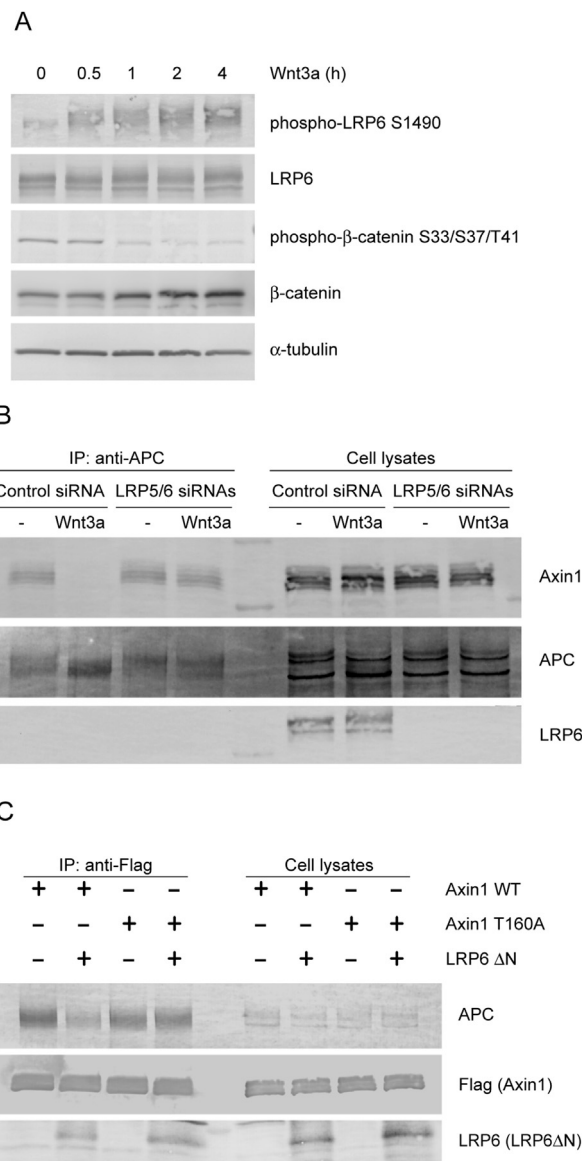 A
0 0.5 1 2 4 Wnt3a (h)
phospho-LRP6 S1490
LRP6
phospho-β-catenin S33/S37/T41
β-catenin
α-tubulin
B
IP: anti-APC Cell lysates
Control siRNA LRP5/6 siRNAs Control siRNA LRP5/6 siRNAs
- Wnt3a - Wnt3a - Wnt3a - Wnt3a
Axin1
APC
LRP6
C
IP: anti-Flag Cell lysates
+ + – – + + – – Axin1 WT
– – + + – – + + Axin1 T160A
– + – + – + – + LRP6 ΔN
APC
Flag (Axin1)
LRP6 (LRP6ΔN)